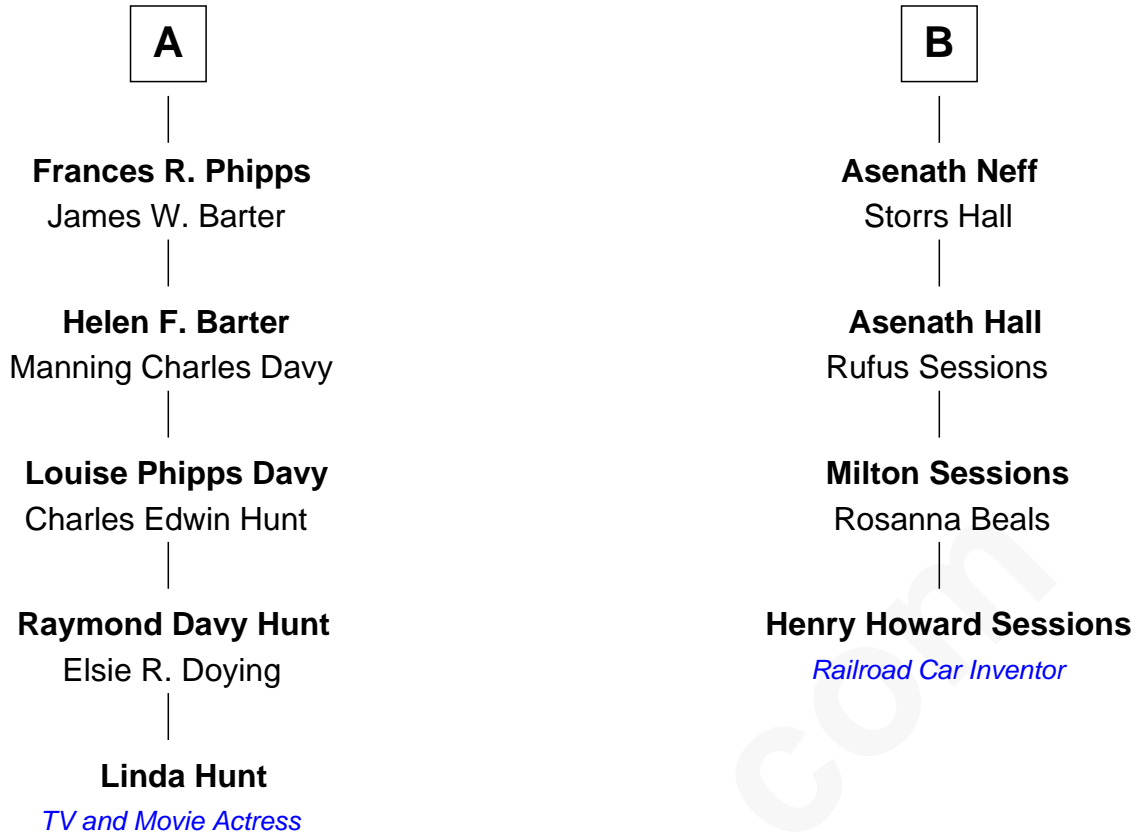 A
Frances R. Phipps
James W. Barter
Helen F. Barter
Manning Charles Davy
Louise Phipps Davy
Charles Edwin Hunt
Raymond Davy Hunt
Elsie R. Doying
Linda Hunt
TV and Movie Actress
B
Asenath Neff
Storrs Hall
Asenath Hall
Rufus Sessions
Milton Sessions
Rosanna Beals
Henry Howard Sessions
Railroad Car Inventor
com